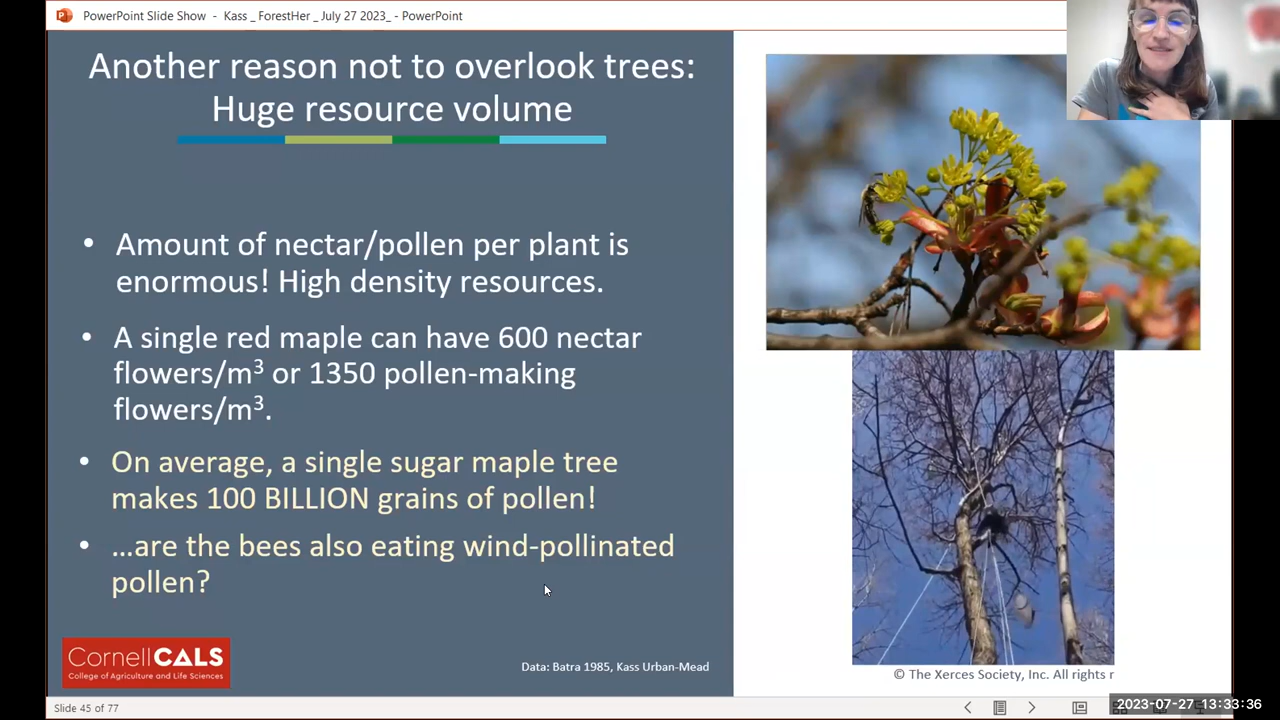 PowerPoint Slide Show - Kass _ ForestHer _ July 27 2023_ - PowerPoint
Another reason not to overlook trees:
Huge resource volume
• Amount of nectar/pollen per plant is
enormous! High density resources.
• A single red maple can have 600 nectar
flowers/m³ or 1350 pollen-making
flowers/m³.
• On average, a single sugar maple tree
makes 100 BILLION grains of pollen!
• …are the bees also eating wind-pollinated
pollen?
CornellCALS
College of Agriculture and Life Sciences
Data: Batra 1985, Kass Urban-Mead
© The Xerces Society, Inc. All rights r
Slide 45 of 77
2023-07-27 13:33:36